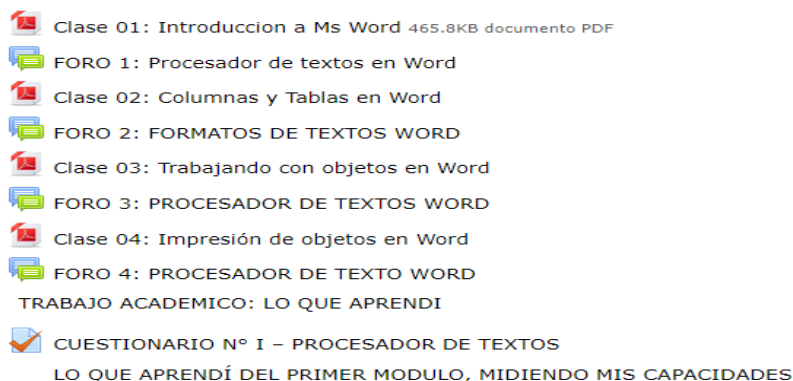 Clase 01: Introduccion a Ms Word 465.8KB documento PDF
FORO 1: Procesador de textos en Word
Clase 02: Columnas y Tablas en Word
FORO 2: FORMATOS DE TEXTOS WORD
Clase 03: Trabajando con objetos en Word
FORO 3: PROCESADOR DE TEXTOS WORD
Clase 04: Impresión de objetos en Word
FORO 4: PROCESADOR DE TEXTO WORD
TRABAJO ACADEMICO: LO QUE APRENDI
CUESTIONARIO N° I – PROCESADOR DE TEXTOS
LO QUE APRENDÍ DEL PRIMER MODULO, MIDIENDO MIS CAPACIDADES